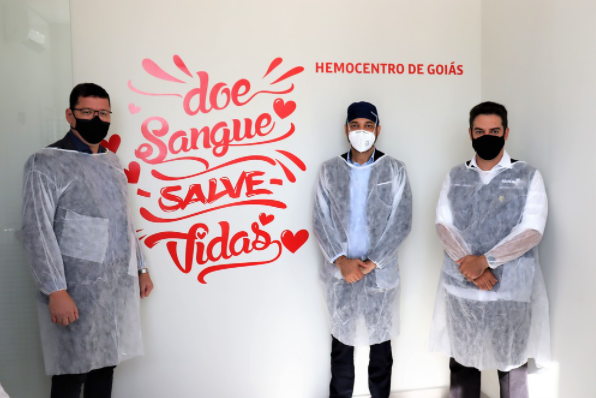 doe
Sangue
SALVE
Vidas
HEMOCENTRO DE GOIÁS